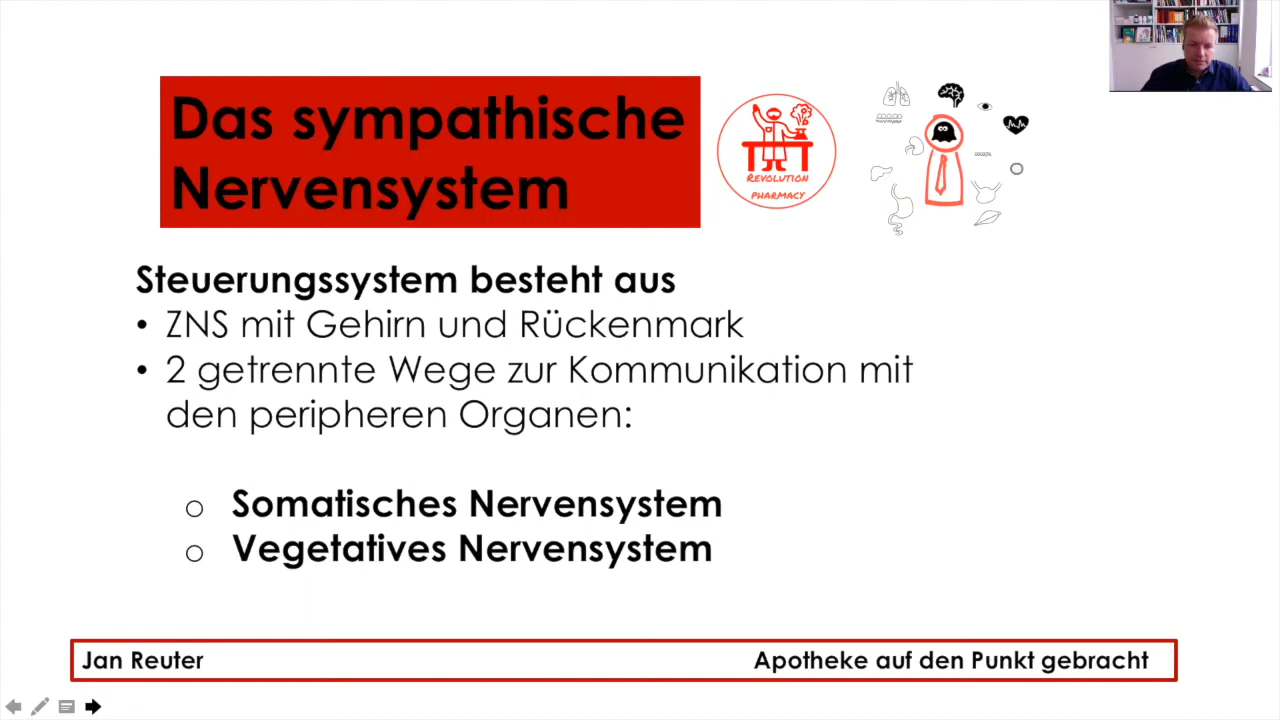 Das sympathische
Nervensystem
REVOLUTION
PHARMACY
Steuerungssystem besteht aus
• ZNS mit Gehirn und Rückenmark
• 2 getrennte Wege zur Kommunikation mit
den peripheren Organen:
o Somatisches Nervensystem
o Vegetatives Nervensystem
Jan Reuter
Apotheke auf den Punkt gebracht